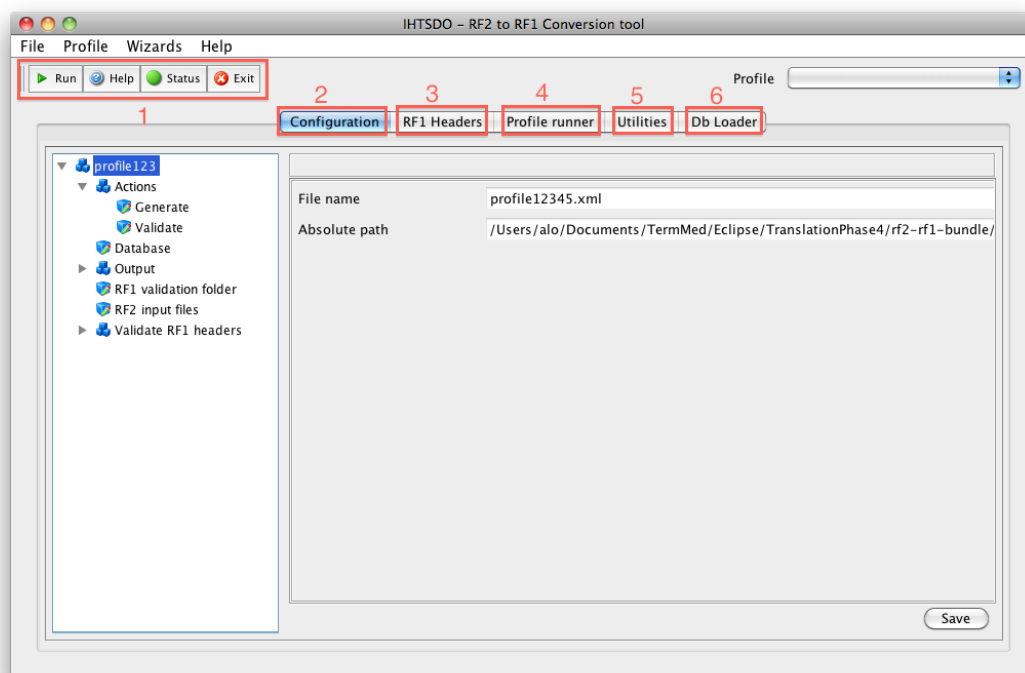 IHTSDO - RF2 to RF1 Conversion tool
File Profile Wizards Help
Run Help Status Exit
Profile
1 2 3 4 5 6
Configuration RF1 Headers Profile runner Utilities Db Loader
profile123
Actions
Generate
Validate
Database
Output
RF1 validation folder
RF2 input files
Validate RF1 headers
File name profile12345.xml
Absolute path /Users/alo/Documents/TermMed/Eclipse/TranslationPhase4/rf2-rf1-bundle/
Save